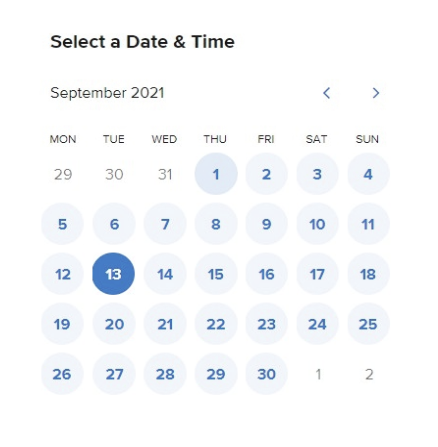 Select a Date & Time
September 2021
MON TUE WED THU FRI SAT SUN
29 30 31 1 2 3 4
5 6 7 8 9 10 11
12 13 14 15 16 17 18
19 20 21 22 23 24 25
26 27 28 29 30 1 2